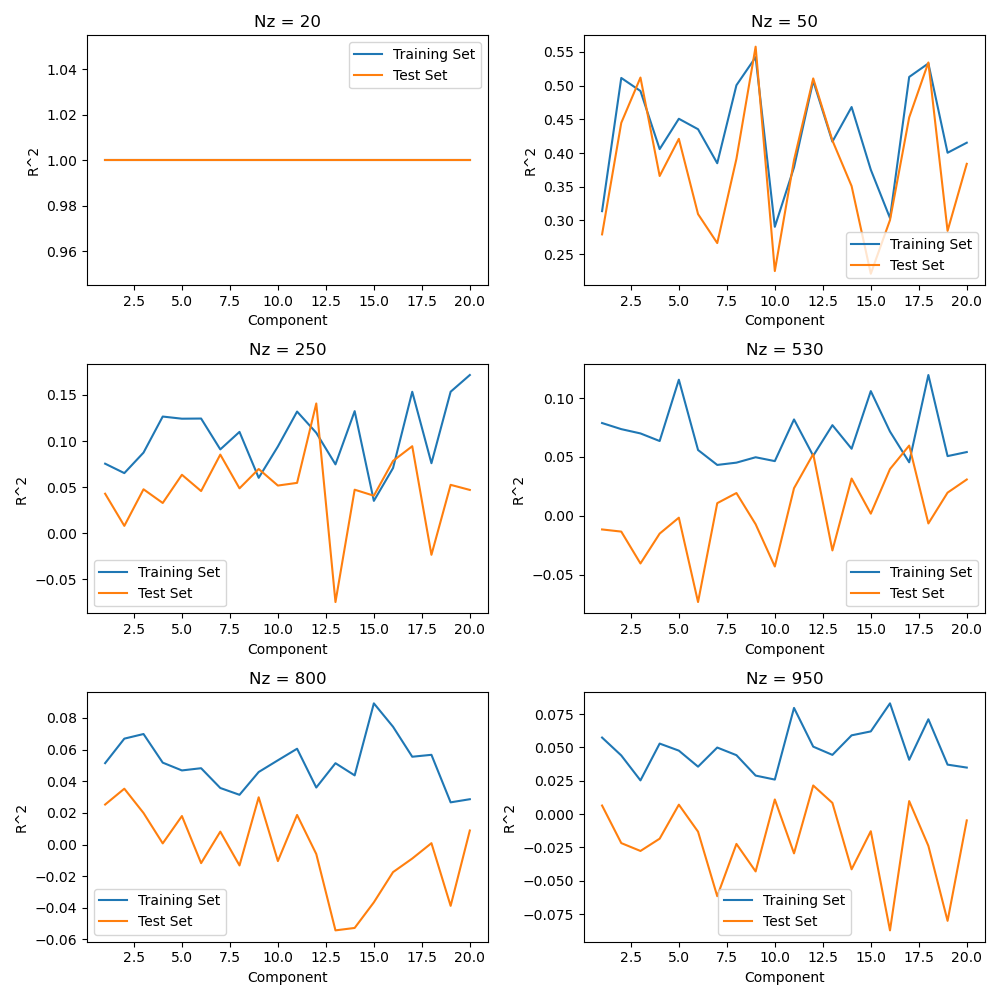 Nz = 20
R^2
1.04
1.02
1.00
0.98
0.96
Training Set
Test Set
2.5 5.0 7.5 10.0 12.5 15.0 17.5 20.0
Component
Nz = 50
R^2
0.55
0.50
0.45
0.40
0.35
0.30
0.25
Training Set
Test Set
2.5 5.0 7.5 10.0 12.5 15.0 17.5 20.0
Component
Nz = 250
R^2
0.15
0.10
0.05
0.00
−0.05
Training Set
Test Set
2.5 5.0 7.5 10.0 12.5 15.0 17.5 20.0
Component
Nz = 530
R^2
0.10
0.05
0.00
−0.05
Training Set
Test Set
2.5 5.0 7.5 10.0 12.5 15.0 17.5 20.0
Component
Nz = 800
R^2
0.08
0.06
0.04
0.02
0.00
−0.02
−0.04
−0.06
Training Set
Test Set
2.5 5.0 7.5 10.0 12.5 15.0 17.5 20.0
Component
Nz = 950
R^2
0.075
0.050
0.025
0.000
−0.025
−0.050
−0.075
Training Set
Test Set
2.5 5.0 7.5 10.0 12.5 15.0 17.5 20.0
Component